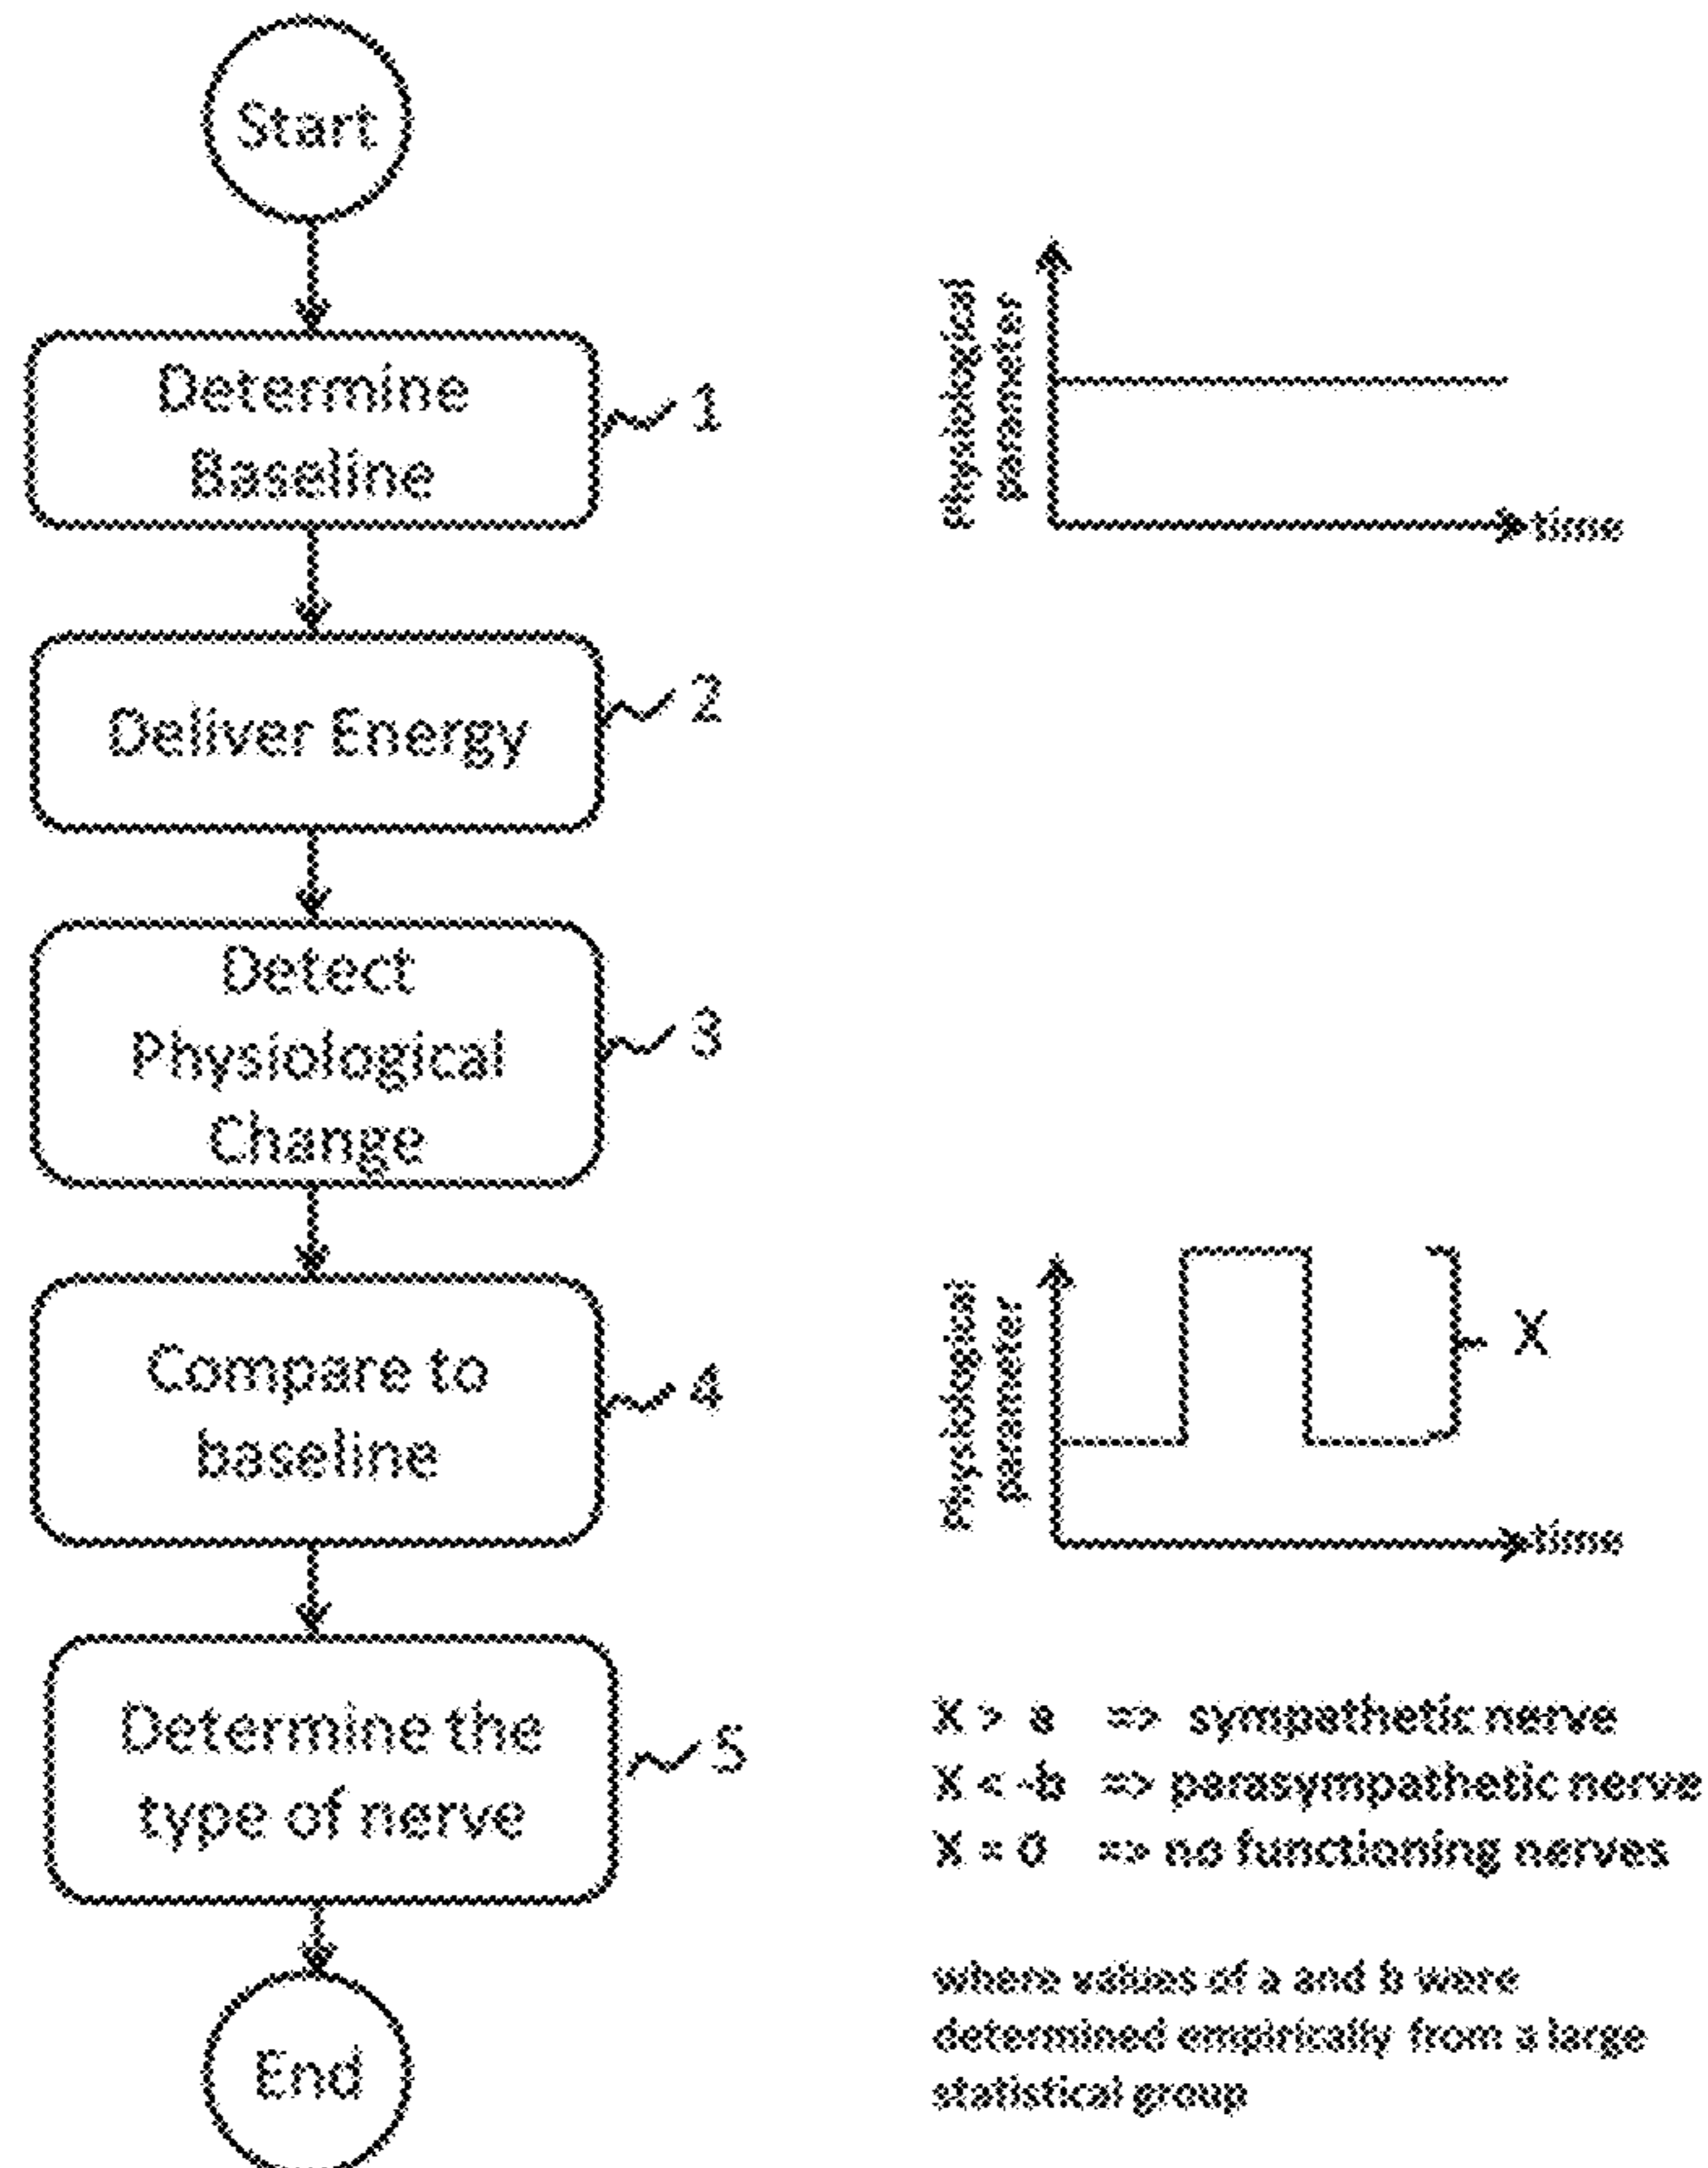 Start
Determine
Baseline
1
Physiological
parameter
time
Deliver Energy
2
Detect
Physiological
Change
3
Compare to
baseline
4
Physiological
parameter
X
time
Determine the
type of nerve
5
X > a => sympathetic nerve
X < -b => parasympathetic nerve
X = 0 => no functioning nerves
where values of a and b were
determined empirically from a large
statistical group
End